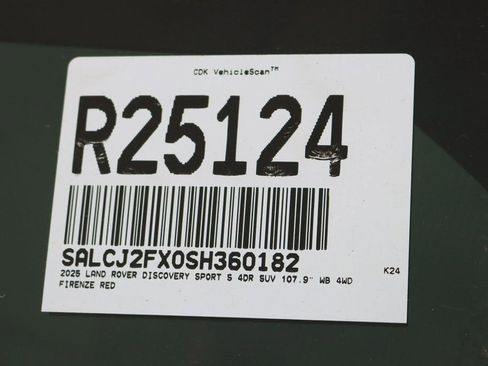 CDK VehicleScan™
R25124
SALCJ2FX0SH360182
2025 LAND ROVER DISCOVERY SPORT S 4DR SUV 107.9" WB 4WD
FIRENZE RED
K24